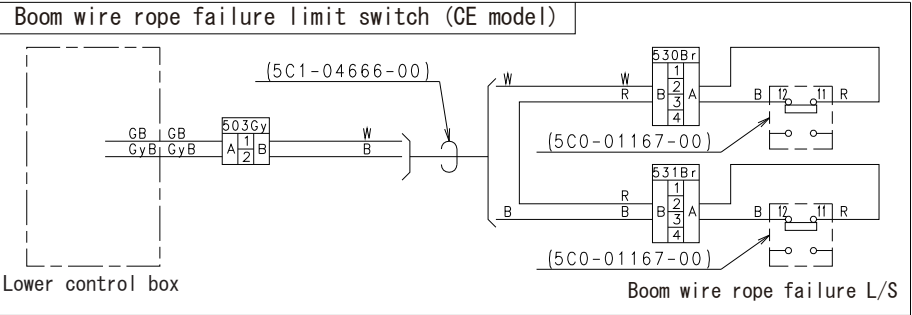 Boom wire rope failure limit switch (CE model)
(5C1-04666-00)
530Br
W W 1
2
R B 3 A B 12 11 R
4
503Gy
GB GB 1 W
GyB GyB A 2 B B
(5C0-01167-00)
531Br
1
R 2
B B B 3 A B 12 11 R
4
(5C0-01167-00)
Lower control box
Boom wire rope failure L/S